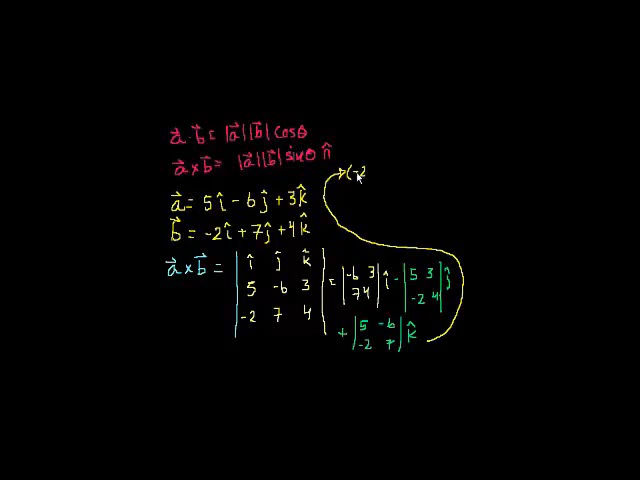 a⃗ · b⃗ = |a⃗||b⃗| cosθ
a⃗ × b⃗ = |a⃗||b⃗| sinθ n̂
→(-2
a⃗ = 5î - 6ĵ + 3k̂
b⃗ = -2î + 7ĵ + 4k̂
a⃗ × b⃗ = | î ĵ k̂ | = | -6 3 | î - | 5 3 | ĵ
| 5 -6 3 | | 7 4 | | -2 4 |
| -2 7 4 | + | 5 -6 | k̂
| -2 7 |